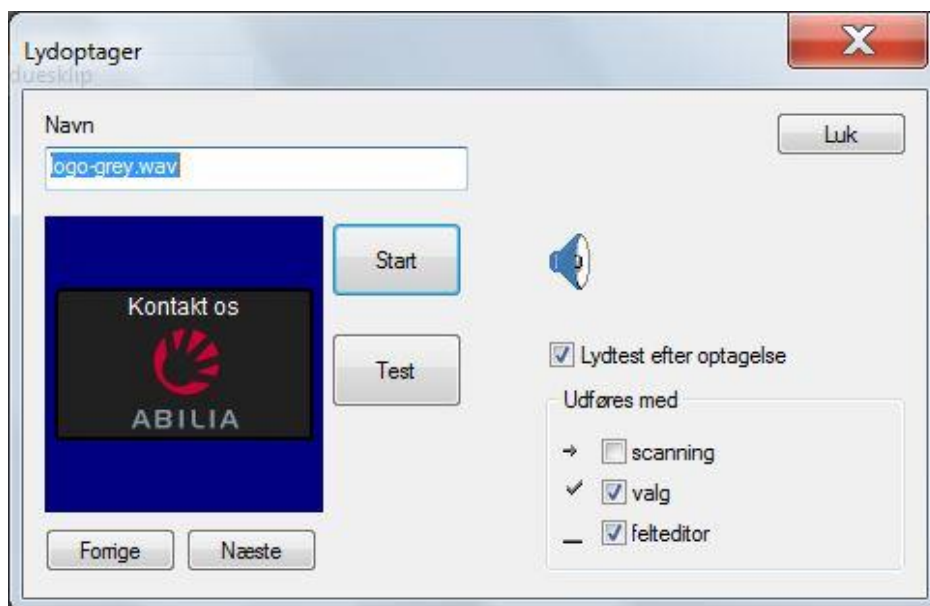 Lydoptager
duesklip
Navn
Luk
logo-grey.wav
Start
Kontakt os
ABILIA
Test
Lydtest efter optagelse
Udføres med
scanning
valg
felteditor
Forrige
Næste